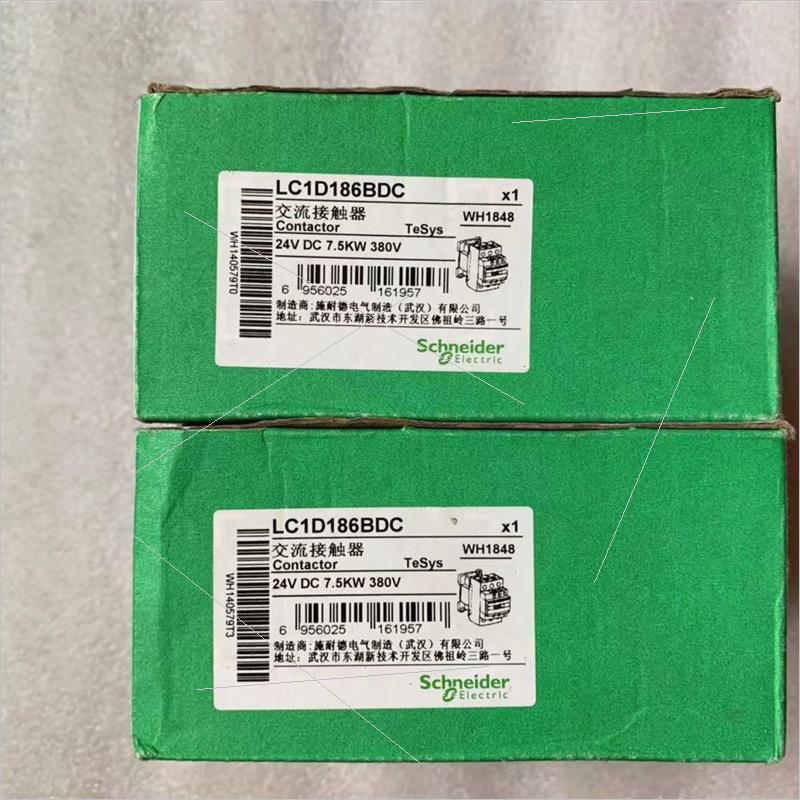 LC1D186BDC x1
交流接触器 WH1848
Contactor TeSys
24V DC 7.5KW 380V
WH140579T0
6 956025 161957
制造商:施耐德电气制造(武汉)有限公司
地址: 武汉市东湖新技术开发区佛祖岭三路一号
Schneider
Electric
LC1D186BDC x1
交流接触器 WH1848
Contactor TeSys
24V DC 7.5KW 380V
WH140579T3
6 956025 161957
制造商:施耐德电气制造(武汉)有限公司
地址: 武汉市东湖新技术开发区佛祖岭三路一号
Schneider
Electric